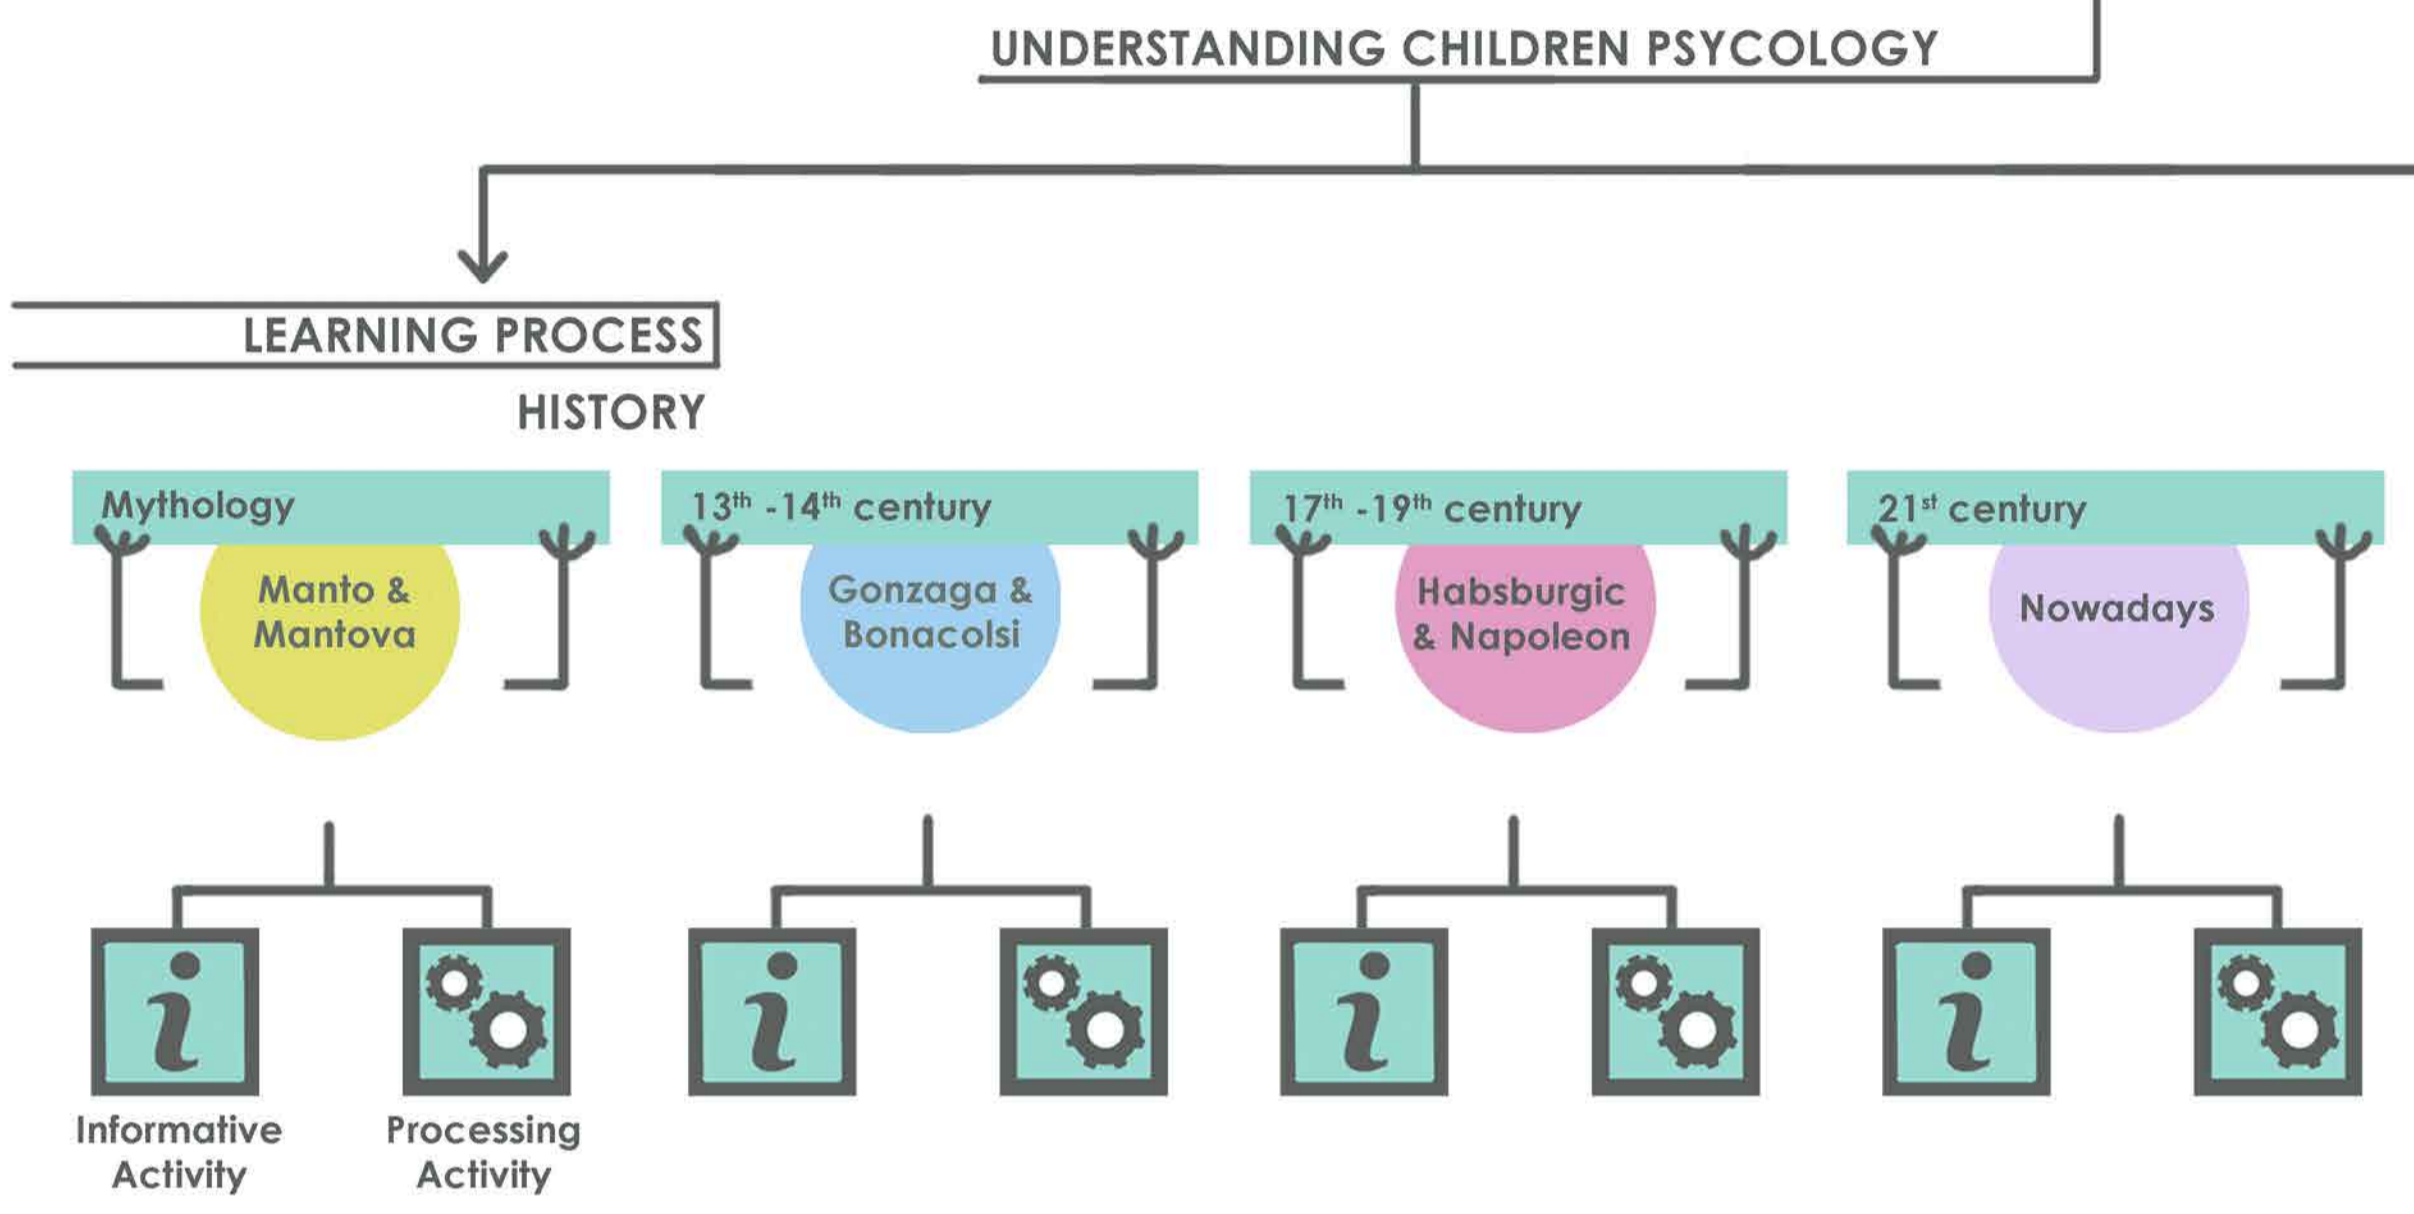 UNDERSTANDING CHILDREN PSYCOLOGY
LEARNING PROCESS
HISTORY
Mythology
Manto &
Mantova
13th -14th century
Gonzaga &
Bonacolsi
17th -19th century
Habsburgic
& Napoleon
21st century
Nowadays
i
Informative
Activity
Processing
Activity
i
i
i